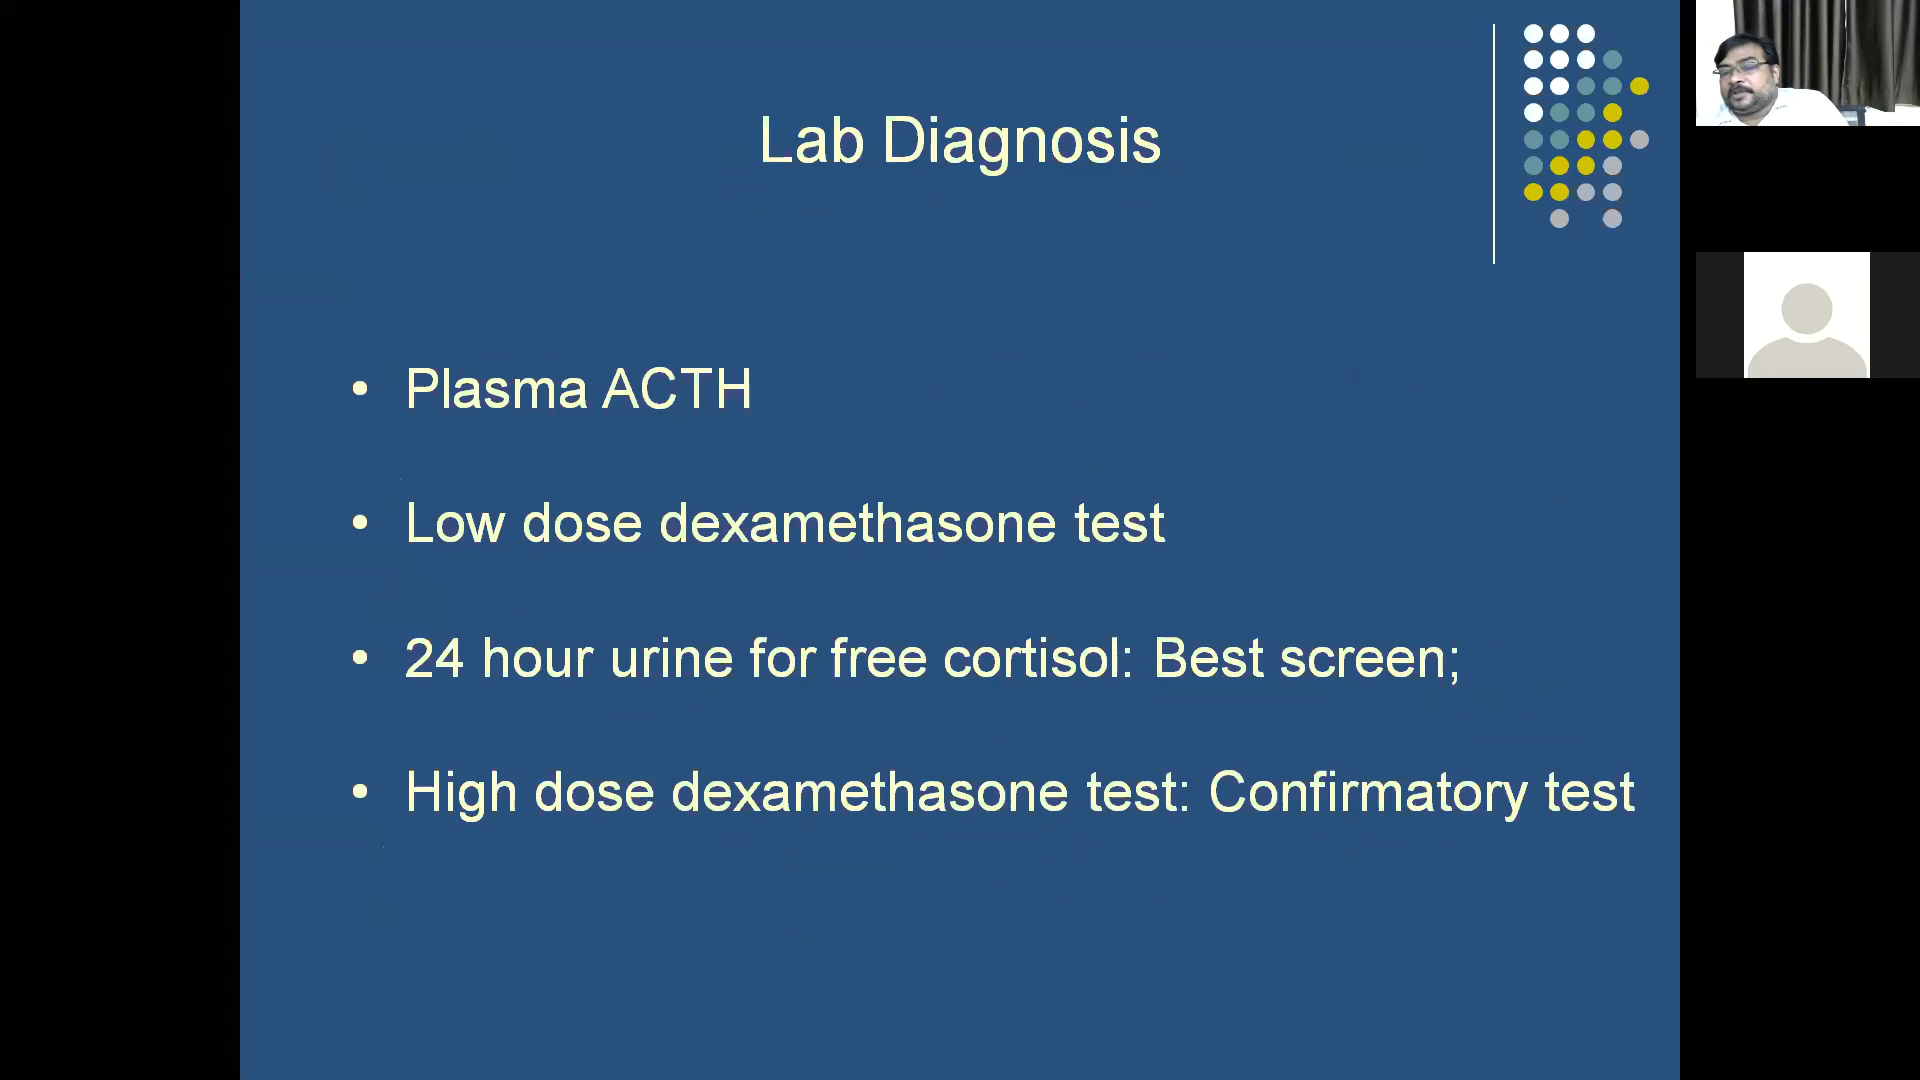 Lab Diagnosis
• Plasma ACTH
• Low dose dexamethasone test
• 24 hour urine for free cortisol: Best screen;
• High dose dexamethasone test: Confirmatory test